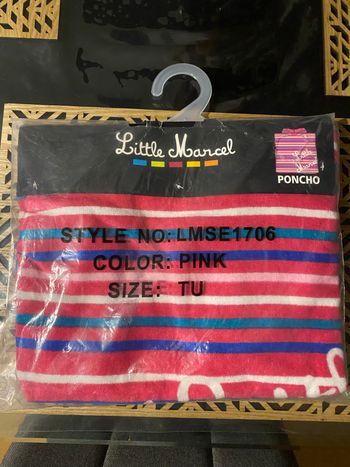 Little Marcel
PONCHO
STYLE NO: LMSE1706
COLOR: PINK
SIZE: TU